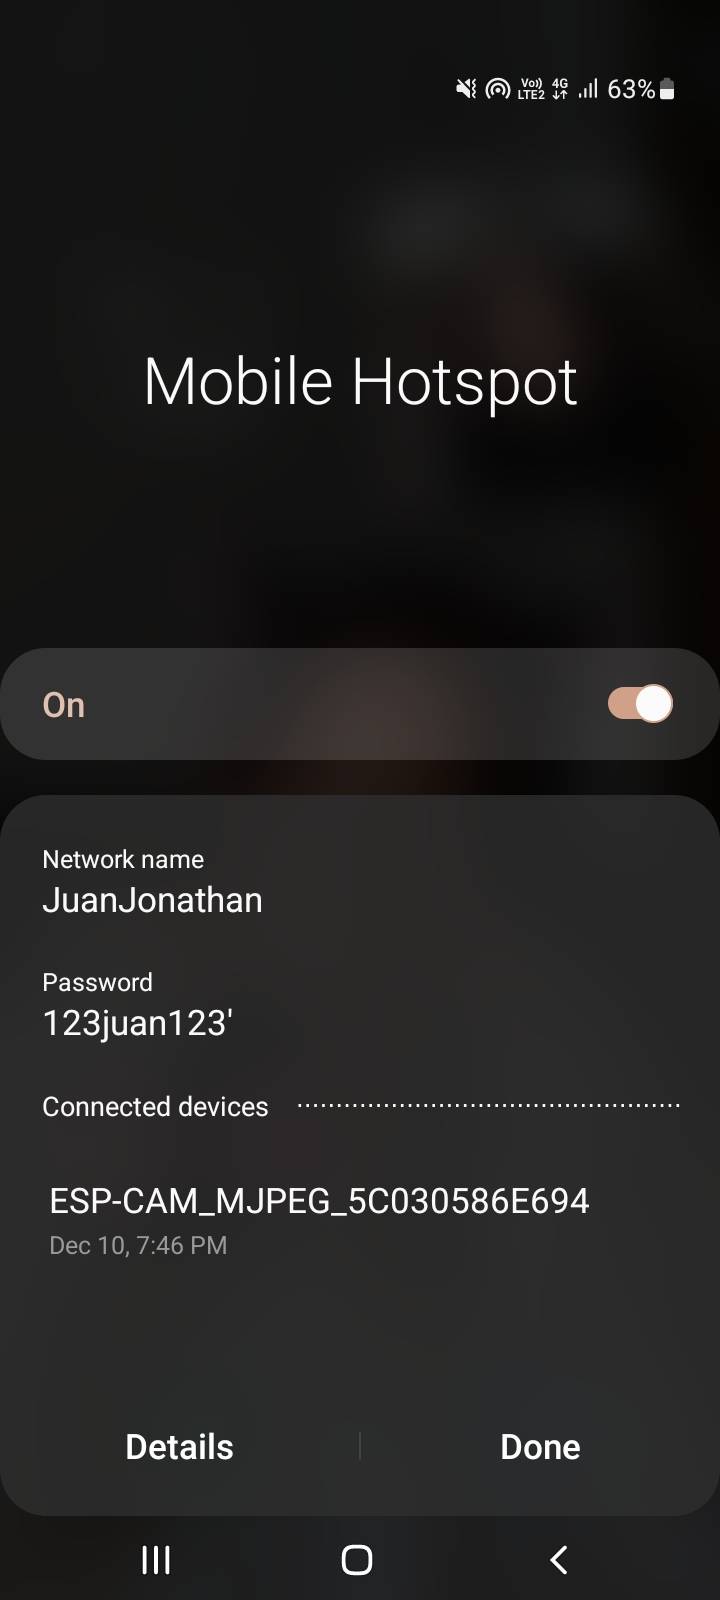 Vo)) LTE2 4G 63%
Mobile Hotspot
On
Network name
JuanJonathan
Password
123juan123'
Connected devices
ESP-CAM_MJPEG_5C030586E694
Dec 10, 7:46 PM
Details Done